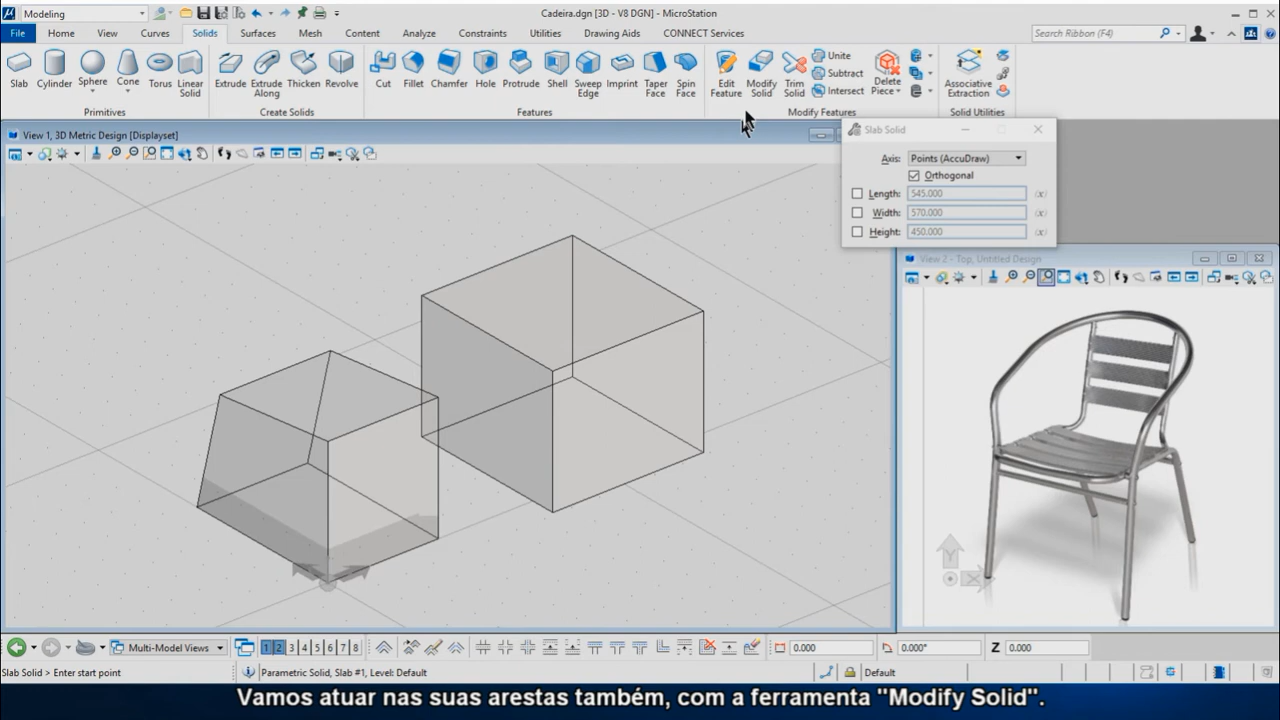 Modeling
Cadeira.dgn [3D - V8 DGN] - MicroStation
File Home View Curves Solids Surfaces Mesh Content Analyze Constraints Utilities Drawing Aids CONNECT Services
Search Ribbon (F4)
Slab Cylinder Sphere Cone Torus Linear Solid
Primitives
Extrude Extrude Along Thicken Revolve
Create Solids
Cut Fillet Chamfer Hole Protrude Shell Sweep Edge Imprint Taper Face Spin Face
Features
Edit Feature Modify Solid Trim Solid Unite Subtract Intersect Delete Piece
Modify Features
Associative Extraction
Solid Utilities
View 1, 3D Metric Design [Displayset]
Slab Solid
Axis: Points (AccuDraw)
Orthogonal
Length: 545.000 (x)
Width: 570.000 (x)
Height: 450.000 (x)
View 2 - Top, Untitled Design
Multi-Model Views 1 2 3 4 5 6 7 8 0.000 0.000° Z 0.000
Slab Solid > Enter start point Parametric Solid, Slab #1, Level: Default Default
Vamos atuar nas suas arestas também, com a ferramenta "Modify Solid".